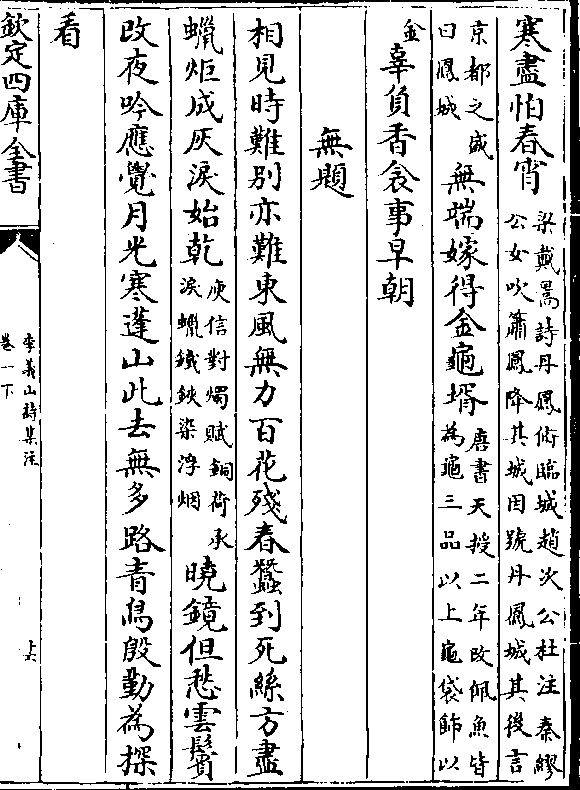 寒盡怕春宵
梁戴暠詩丹鳳俯臨城趙次公杜注秦繆
公女吹簫鳳降其城因號丹鳳城其後言
京都之盛
曰鳳城
無端嫁得金龜壻
唐書天授二年改佩魚皆
為龜三品以上龜袋飾以
金
辜負香衾事早朝
無題
相見時難別亦難東風無力百花殘春蠶到死絲方盡
蠟炬成灰淚始乾
庾信對燭賦銅荷承
淚蠟鐵鋏染浮烟
曉鏡但愁雲鬢
改夜吟應覺月光寒蓬山此去無多路青鳥殷勤為探
看
欽定四庫全書
李義山詩集注
卷一下